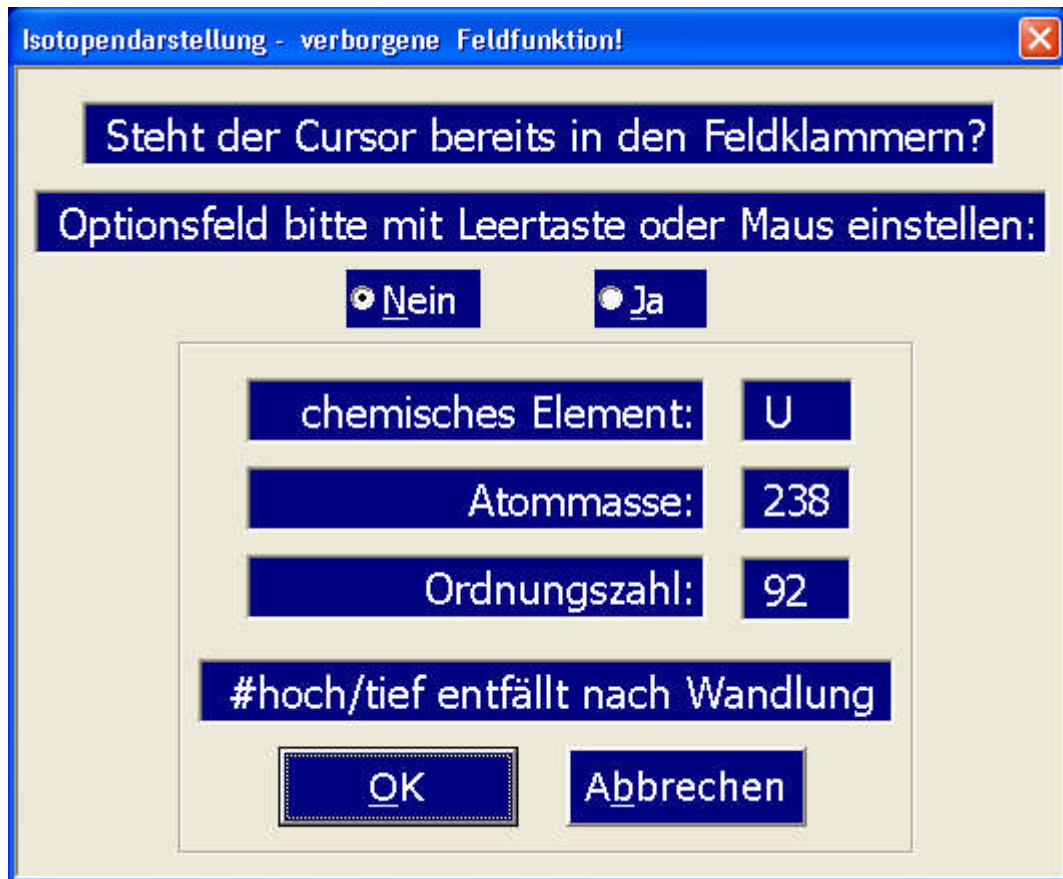 Isotopendarstellung - verborgene Feldfunktion!
Steht der Cursor bereits in den Feldklammern?
Optionsfeld bitte mit Leertaste oder Maus einstellen:
Nein Ja
chemisches Element: U
Atommasse: 238
Ordnungszahl: 92
#hoch/tief entfällt nach Wandlung
OK Abbrechen